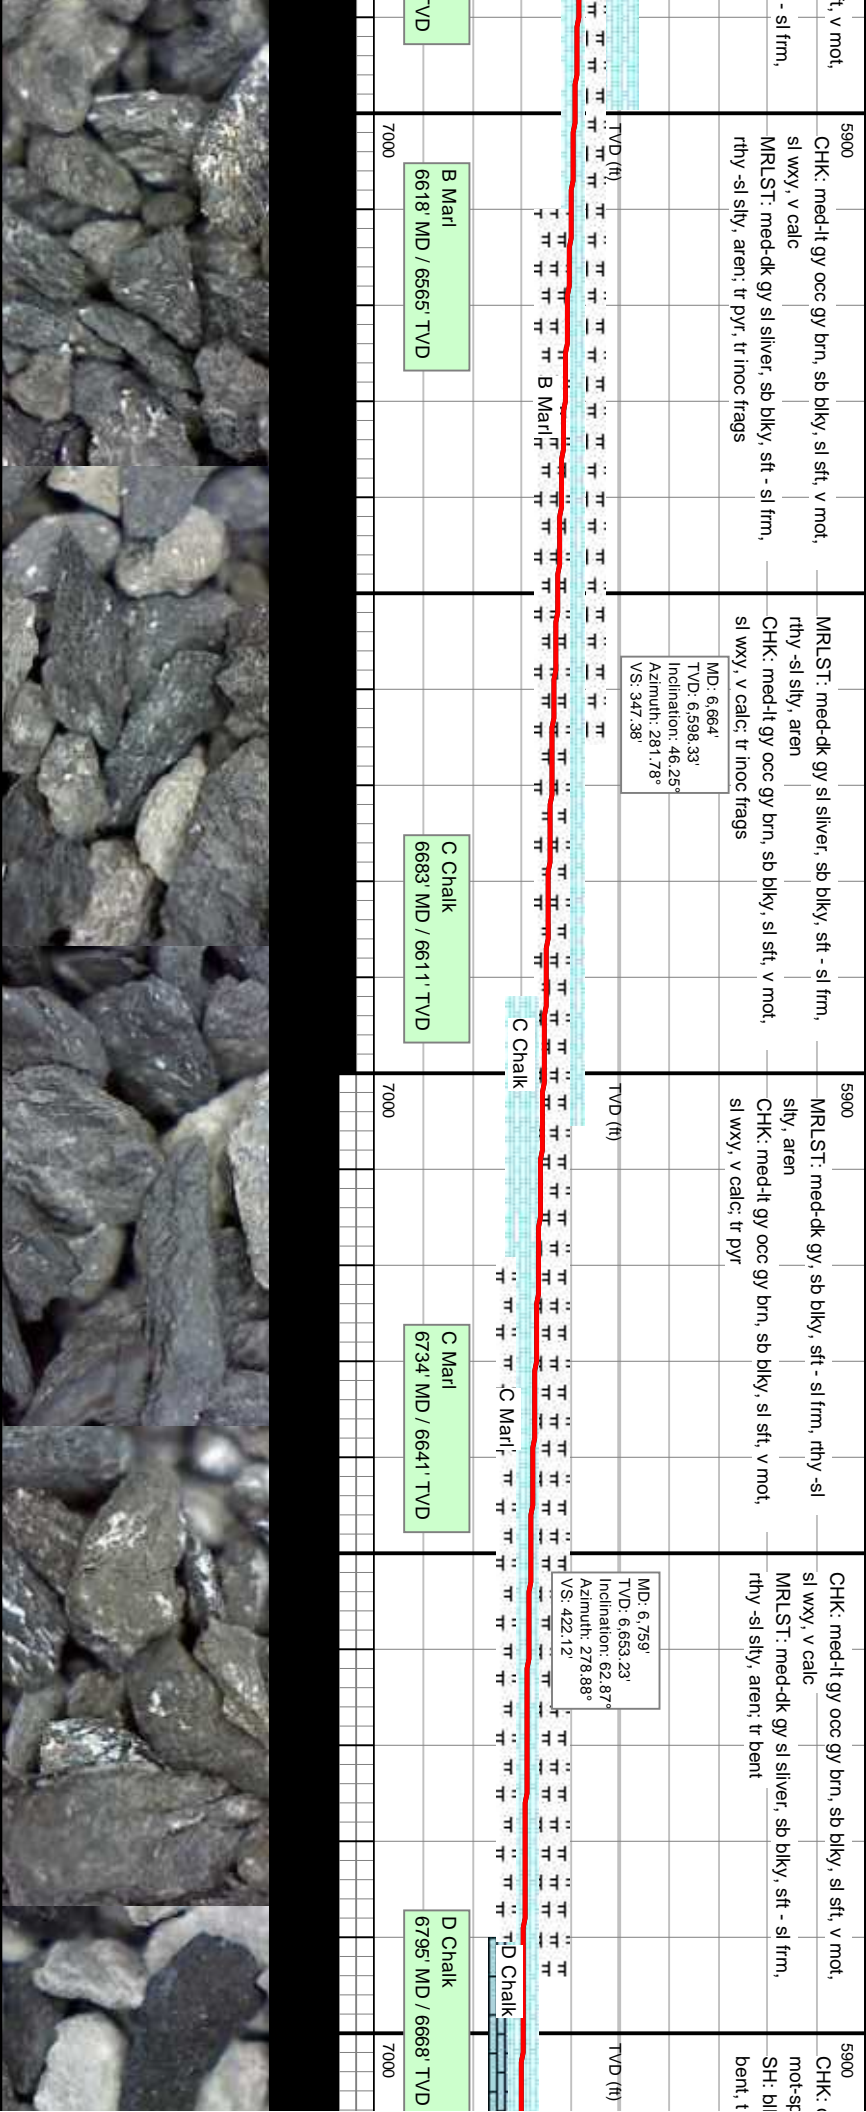 t, v mot,
- sl frm,
VD
5900
TVD (ft)
7000
CHK: med-lt gy occ gy brn, sb blky, sl sft, v mot,
sl wxy, v calc
MRLST: med-dk gy sl sliver, sb blky, sft - sl frm,
rthy -sl slty, aren; tr pyr, tr inoc frags
B Marl
6618' MD / 6565' TVD
B Marl
MRLST: med-dk gy sl sliver, sb blky, sft - sl frm,
rthy -sl slty, aren
CHK: med-lt gy occ gy brn, sb blky, sl sft, v mot,
sl wxy, v calc; tr inoc frags
MD: 6,664'
TVD: 6,598.33'
Inclination: 46.25°
Azimuth: 281.78°
VS: 347.38'
C Chalk
6683' MD / 6611' TVD
C Chalk
5900
TVD (ft)
7000
MRLST: med-dk gy, sb blky, sft - sl frm, rthy -sl
slty, aren
CHK: med-lt gy occ gy brn, sb blky, sl sft, v mot,
sl wxy, v calc; tr pyr
C Marl
6734' MD / 6641' TVD
C Marl
CHK: med-lt gy occ gy brn, sb blky, sl sft, v mot,
sl wxy, v calc
MRLST: med-dk gy sl sliver, sb blky, sft - sl frm,
rthy -sl slty, aren; tr bent
MD: 6,759'
TVD: 6,653.23'
Inclination: 62.87°
Azimuth: 278.88°
VS: 422.12'
D Chalk
6795' MD / 6668' TVD
D Chalk
5900
TVD (ft)
7000
CHK:
mot-sp
SH: bl
bent, t